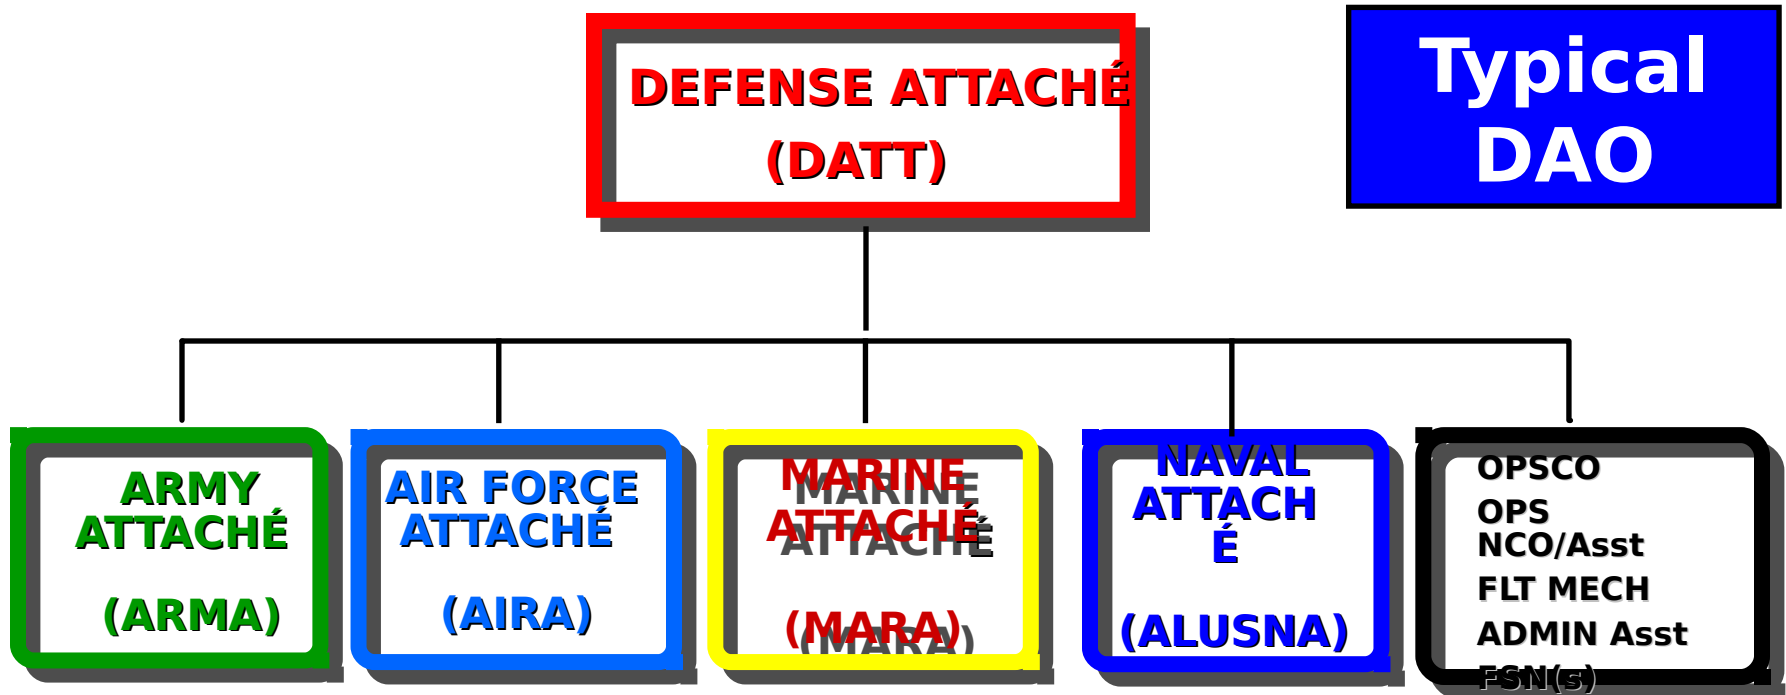 DEFENSE ATTACHÉ
(DATT)
Typical
DAO
ARMY
ATTACHÉ
(ARMA)
AIR FORCE
ATTACHÉ
(AIRA)
MARINE
ATTACHÉ
(MARA)
NAVAL
ATTACH
É
(ALUSNA)
OPSCO
OPS
NCO/Asst
FLT MECH
ADMIN Asst
FSN(s)